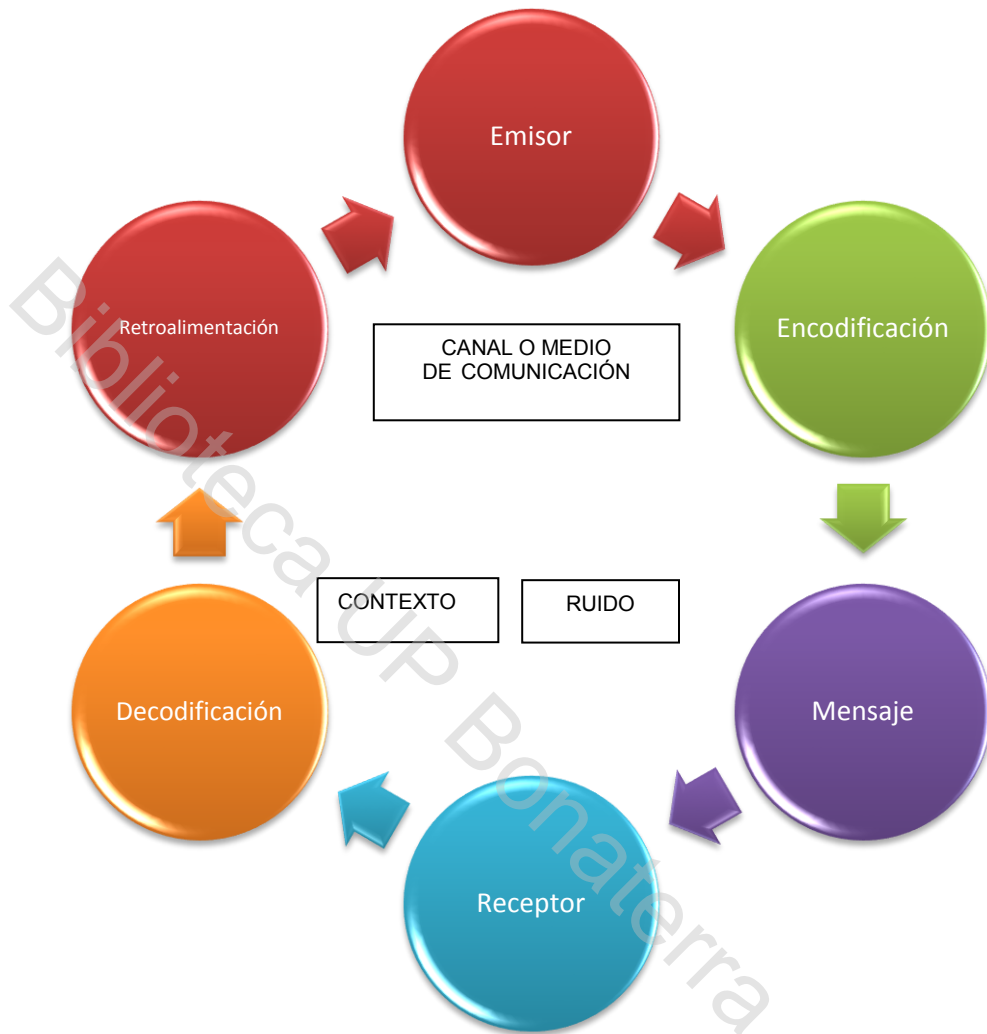 Emisor
Encodificación
Retroalimentación
CANAL O MEDIO
DE COMUNICACIÓN
CONTEXTO
RUIDO
Decodificación
Mensaje
Receptor
Biblioteca UP Bonaterra